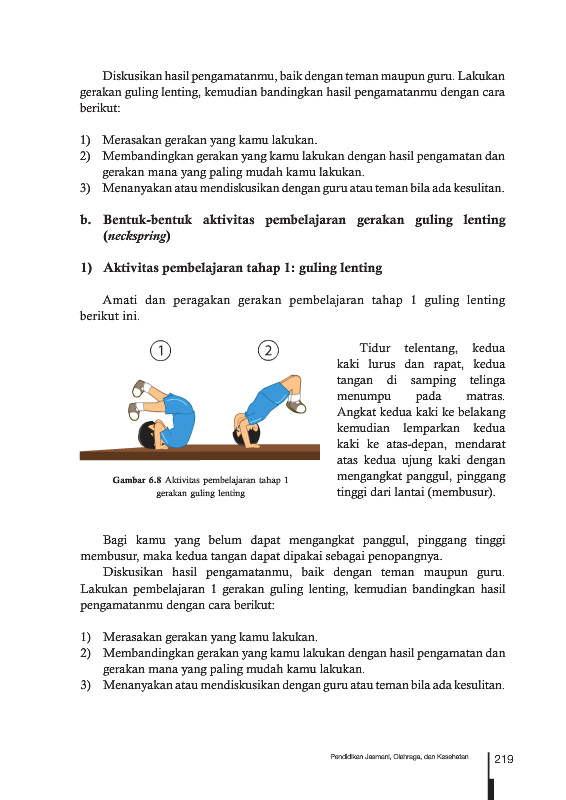 Diskusikan hasil pengamatanmu, baik dengan teman maupun guru. Lakukan
gerakan guling lenting, kemudian bandingkan hasil pengamatanmu dengan cara
berikut:
1) Merasakan gerakan yang kamu lakukan.
2) Membandingkan gerakan yang kamu lakukan dengan hasil pengamatan dan
gerakan mana yang paling mudah kamu lakukan.
3) Menanyakan atau mendiskusikan dengan guru atau teman bila ada kesulitan.
b. Bentuk-bentuk aktivitas pembelajaran gerakan guling lenting
(neckspring)
1) Aktivitas pembelajaran tahap 1: guling lenting
Amati dan peragakan gerakan pembelajaran tahap 1 guling lenting
berikut ini.
1 2
Gambar 6.8 Aktivitas pembelajaran tahap 1
gerakan guling lenting
Tidur telentang, kedua
kaki lurus dan rapat, kedua
tangan di samping telinga
menumpu pada matras.
Angkat kedua kaki ke belakang
kemudian lemparkan kedua
kaki ke atas-depan, mendarat
atas kedua ujung kaki dengan
mengangkat panggul, pinggang
tinggi dari lantai (membusur).
Bagi kamu yang belum dapat mengangkat panggul, pinggang tinggi
membusur, maka kedua tangan dapat dipakai sebagai penopangnya.
Diskusikan hasil pengamatanmu, baik dengan teman maupun guru.
Lakukan pembelajaran 1 gerakan guling lenting, kemudian bandingkan hasil
pengamatanmu dengan cara berikut:
1) Merasakan gerakan yang kamu lakukan.
2) Membandingkan gerakan yang kamu lakukan dengan hasil pengamatan dan
gerakan mana yang paling mudah kamu lakukan.
3) Menanyakan atau mendiskusikan dengan guru atau teman bila ada kesulitan.
Pendidikan Jasmani, Olehraga, dan Kesehatan 219